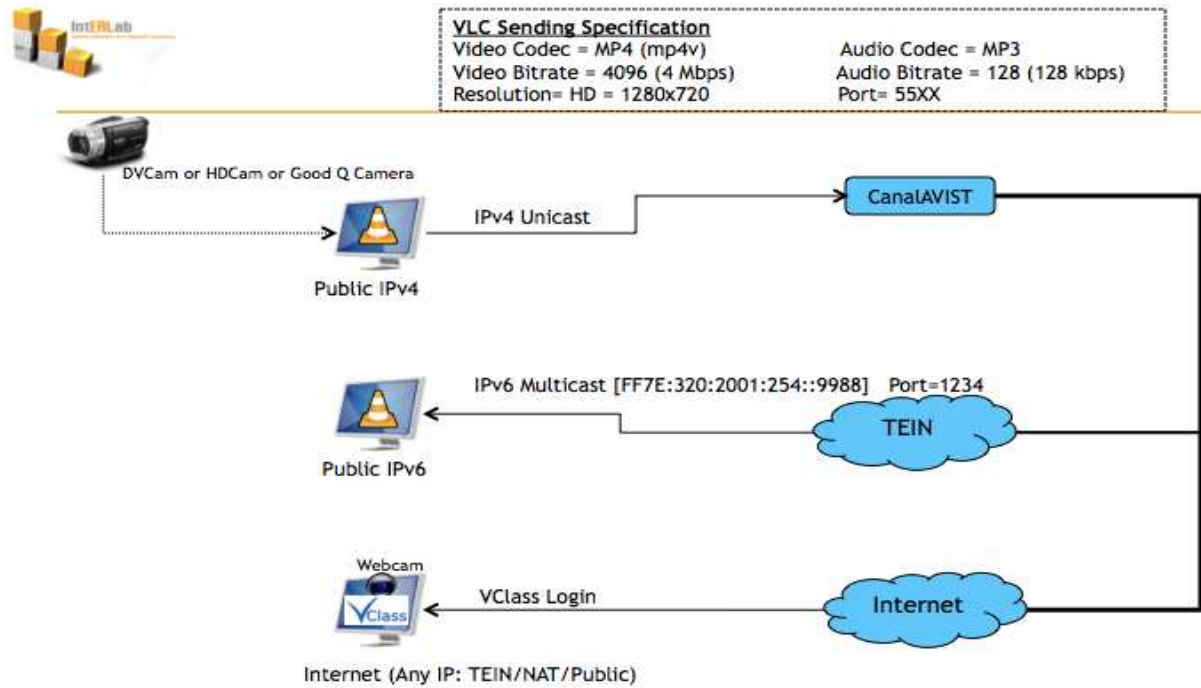 IntERLab
VLC Sending Specification
Video Codec = MP4 (mp4v)
Audio Codec = MP3
Video Bitrate = 4096 (4 Mbps)
Audio Bitrate = 128 (128 kbps)
Resolution= HD = 1280x720
Port= 55XX
DVCam or HDCam or Good Q Camera
IPv4 Unicast
CanalAVIST
Public IPv4
IPv6 Multicast [FF7E:320:2001:254::9988] Port=1234
TEIN
Public IPv6
Webcam
VClass
VClass Login
Internet
Internet (Any IP: TEIN/NAT/Public)